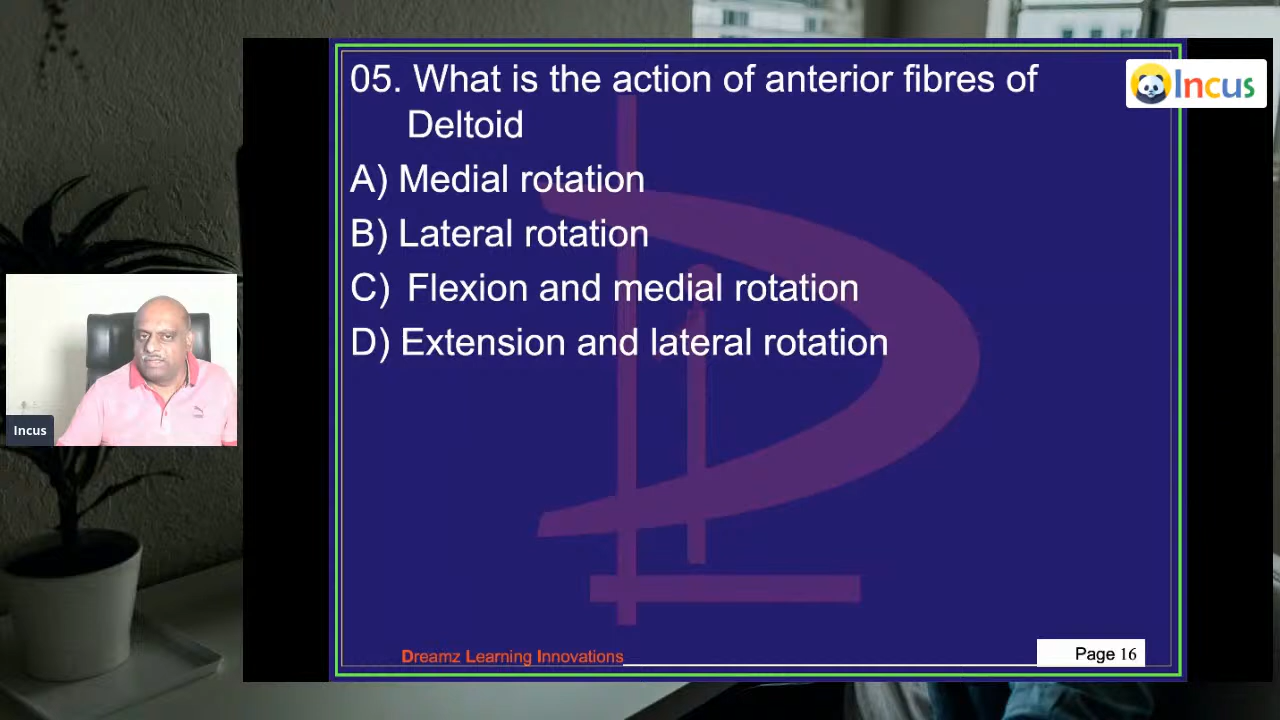 05. What is the action of anterior fibres of
Deltoid
A) Medial rotation
B) Lateral rotation
C) Flexion and medial rotation
D) Extension and lateral rotation
Incus
Incus
Dreamz Learning Innovations
Page 16